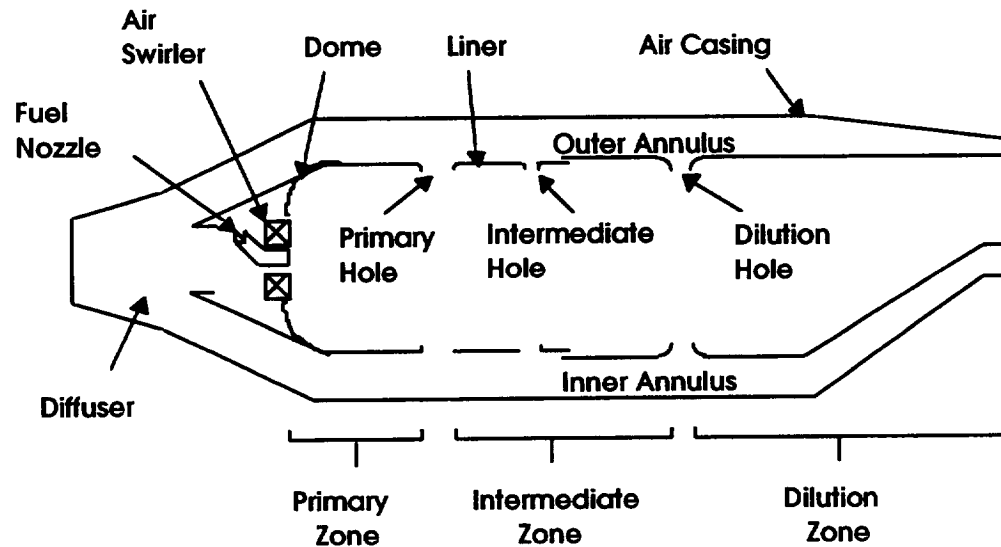 Air
Swirler
Dome
Liner
Air Casing
Fuel
Nozzle
Outer Annulus
Primary
Hole
Intermediate
Hole
Dilution
Hole
Inner Annulus
Diffuser
Primary
Zone
Intermediate
Zone
Dilution
Zone